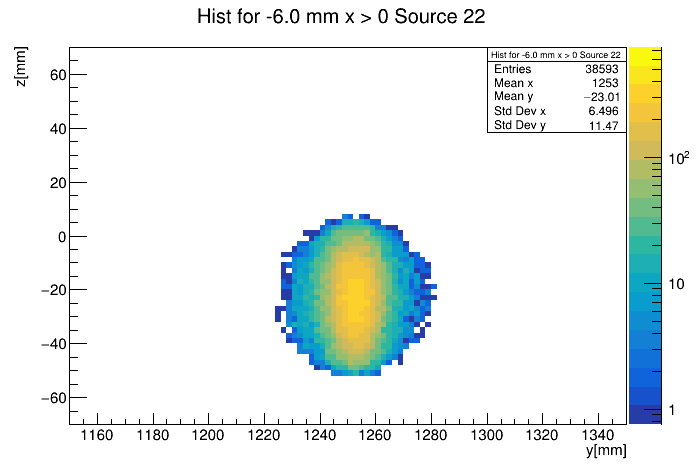 Hist for -6.0 mm x > 0 Source 22
z[mm]
Hist for -6.0 mm x > 0 Source 22
Entries 38593
Mean x 1253
Mean y −23.01
Std Dev x 6.496
Std Dev y 11.47
60
40
20
0
−20
−40
−60
10²
10
1
1160 1180 1200 1220 1240 1260 1280 1300 1320 1340
y[mm]